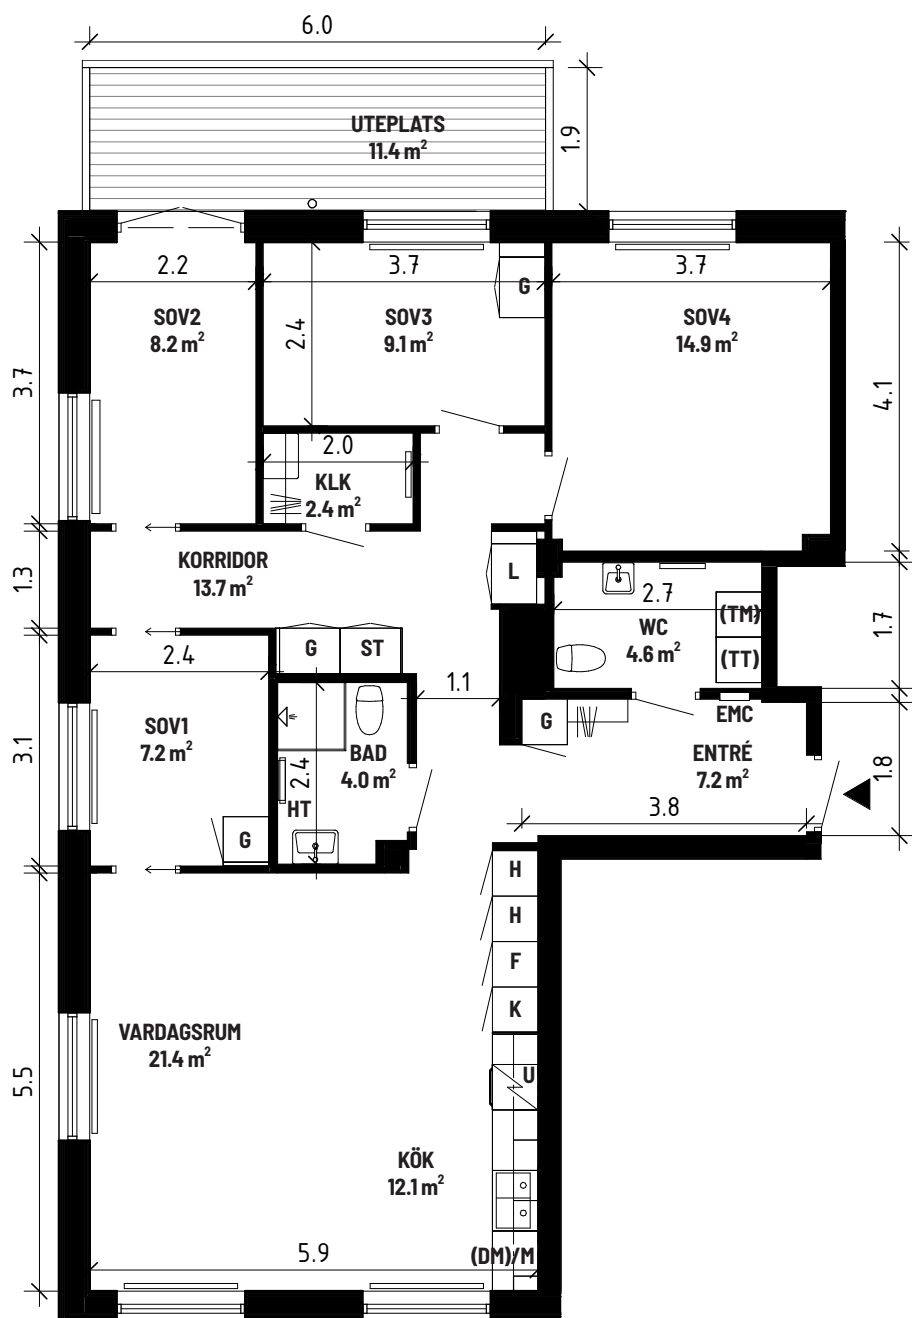 6.0
UTEPLATS
11.4 m²
1.9
2.2
3.7
3.7
G
SOV2
8.2 m²
SOV3
9.1 m²
SOV4
14.9 m²
2.4
3.7
4.1
2.0
KLK
2.4 m²
KORRIDOR
13.7 m²
L
1.3
2.7
(TM)
WC
4.6 m²
(TT)
1.7
G
ST
2.4
1.1
SOV1
7.2 m²
BAD
4.0 m²
2.4
HT
G
EMC
ENTRÉ
7.2 m²
3.1
1.8
3.8
G
H
H
F
K
VARDAGSRUM
21.4 m²
U
5.5
KÖK
12.1 m²
5.9
(DM)/M